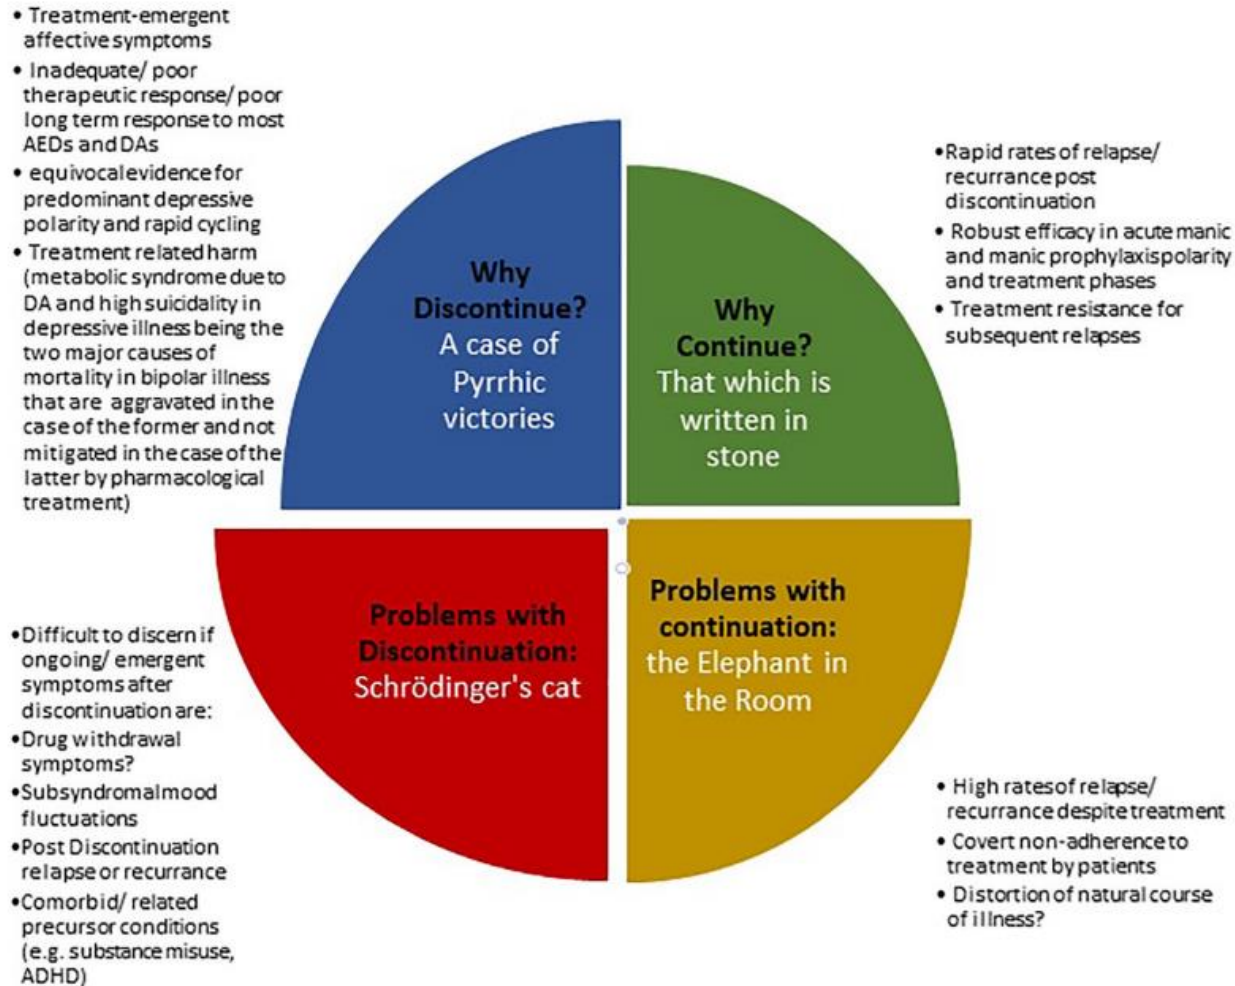 • Treatment-emergent
affective symptoms
• Inadequate/ poor
therapeutic response/ poor
long term response to most
AEDs and DAs
• equivocalevidence for
predominant depressive
polarity and rapid cycling
• Treatment related harm
(metabolic syndrome due to
DA and high suicidality in
depressive illness being the
two major causes of
mortality in bipolar illness
that are aggravated in the
case of the former and not
mitigated in the case of the
latter by pharmacological
treatment)
Why
Discontinue?
A case of
Pyrrhic
victories
Why
Continue?
That which is
written in
stone
•Rapid rates of relapse/
recurrance post
discontinuation
• Robust efficacy in acute manic
and manic prophylaxispolarity
and treatment phases
• Treatment resistance for
subsequent relapses
Problems with
Discontinuation:
Schrödinger's cat
Problems with
continuation:
the Elephant in
the Room
•Difficult to discern if
ongoing/ emergent
symptoms after
discontinuation are:
•Drug withdrawal
symptoms?
•Subsyndromal mood
fluctuations
•Post Discontinuation
relapse or recurrance
•Comorbid/ related
precursor conditions
(e.g. substance misuse,
ADHD)
• High rates of relapse/
recurrance despite treatment
• Covert non-adherence to
treatment by patients
• Distortion of natural course
of illness?